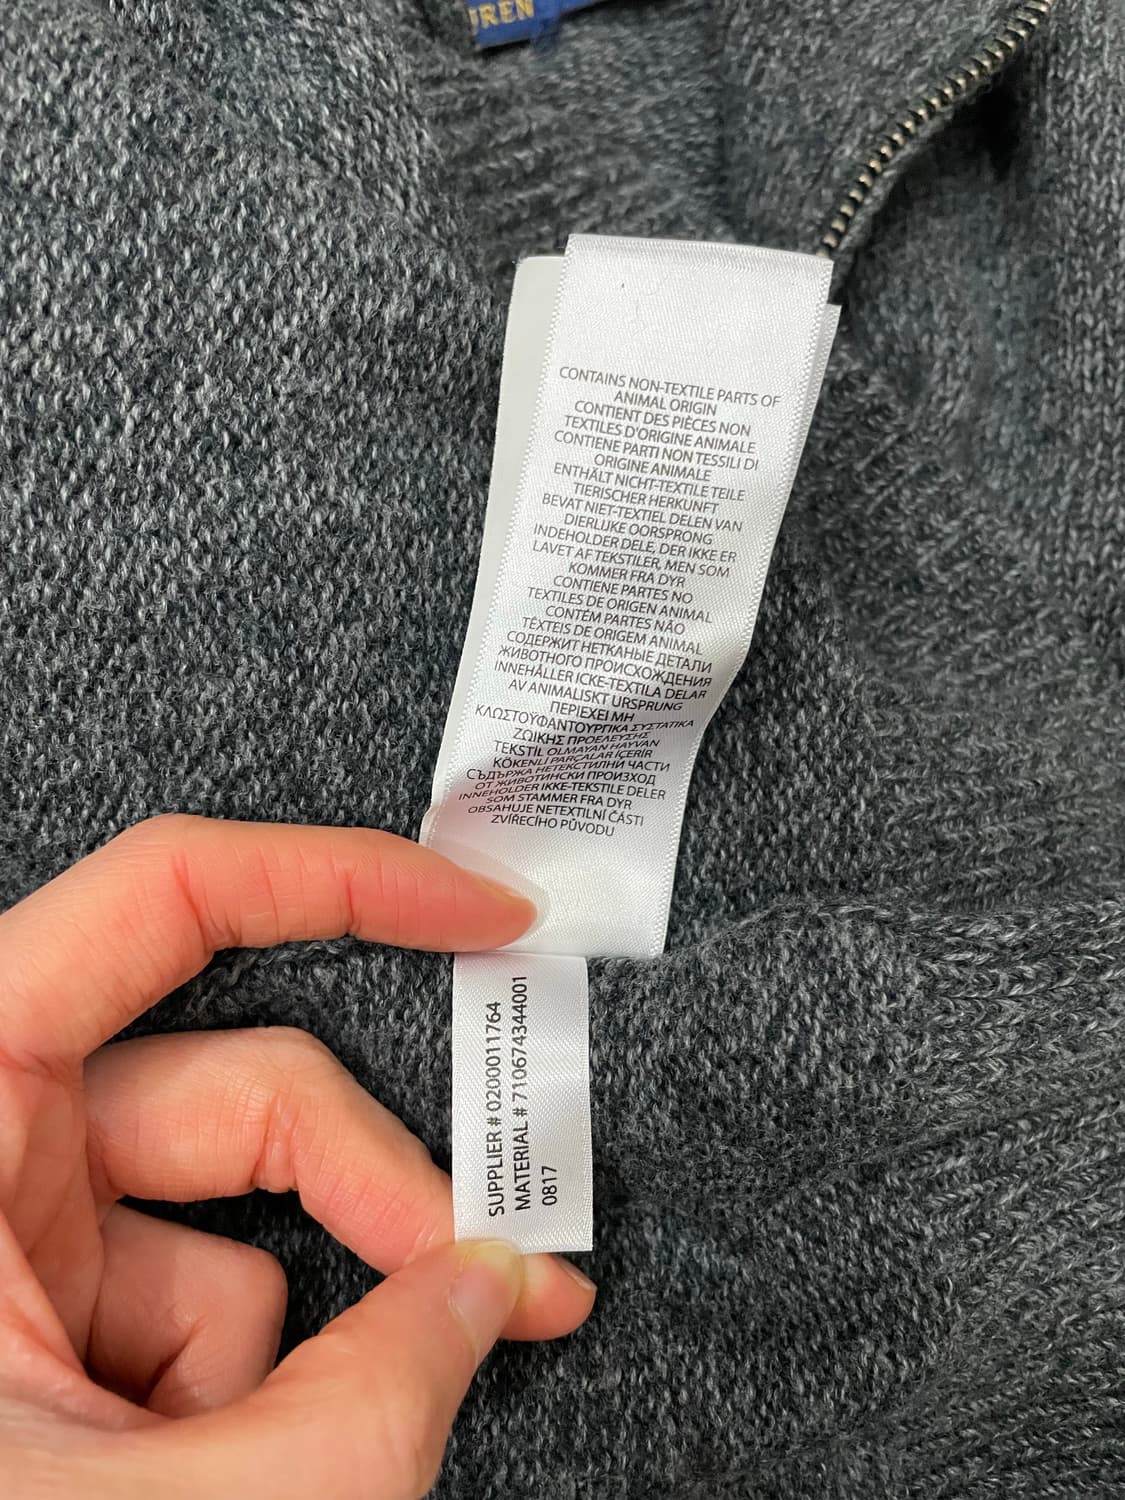 UREN
CONTAINS NON-TEXTILE PARTS OF
ANIMAL ORIGIN
CONTIENT DES PIÈCES NON
TEXTILES D'ORIGINE ANIMALE
CONTIENE PARTI NON TESSILI DI
ORIGINE ANIMALE
ENTHÄLT NICHT-TEXTILE TEILE
TIERISCHER HERKUNFT
BEVAT NIET-TEXTIEL DELEN VAN
DIERLIJKE OORSPRONG
INDEHOLDER DELE, DER IKKE ER
LAVET AF TEKSTILER, MEN SOM
KOMMER FRA DYR
CONTIENE PARTES NO
TEXTILES DE ORIGEN ANIMAL
CONTÉM PARTES NÃO
TÊXTEIS DE ORIGEM ANIMAL
СОДЕРЖИТ НЕТКАНЫЕ ДЕТАЛИ
ЖИВОТНОГО ПРОИСХОЖДЕНИЯ
INNEHÅLLER ICKE-TEXTILA DELAR
AV ANIMALISKT URSPRUNG
ΠΕΡΙΕΧΕΙ ΜΗ
ΚΛΩΣΤΟΫΦΑΝΤΟΥΡΓΙΚΑ ΣΥΣΤΑΤΙΚΑ
ΖΩΙΚΗΣ ΠΡΟΕΛΕΥΣΗΣ
TEKSTİL OLMAYAN HAYVAN
KÖKENLİ PARÇALAR İÇERİR
СЪДЪРЖА НЕТЕКСТИЛНИ ЧАСТИ
ОТ ЖИВОТИНСКИ ПРОИЗХОД
INNEHOLDER IKKE-TEKSTILE DELER
SOM STAMMER FRA DYR
OBSAHUJE NETEXTILNÍ ČÁSTI
ZVÍŘECÍHO PŮVODU
SUPPLIER # 0200011764
MATERIAL # 710674344001
0817